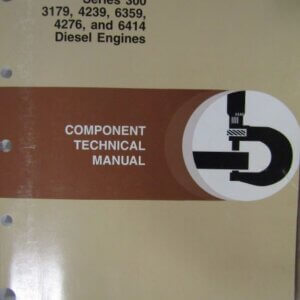 Series 300
3179, 4239, 6359,
4276, and 6414
Diesel Engines
COMPONENT
TECHNICAL
MANUAL